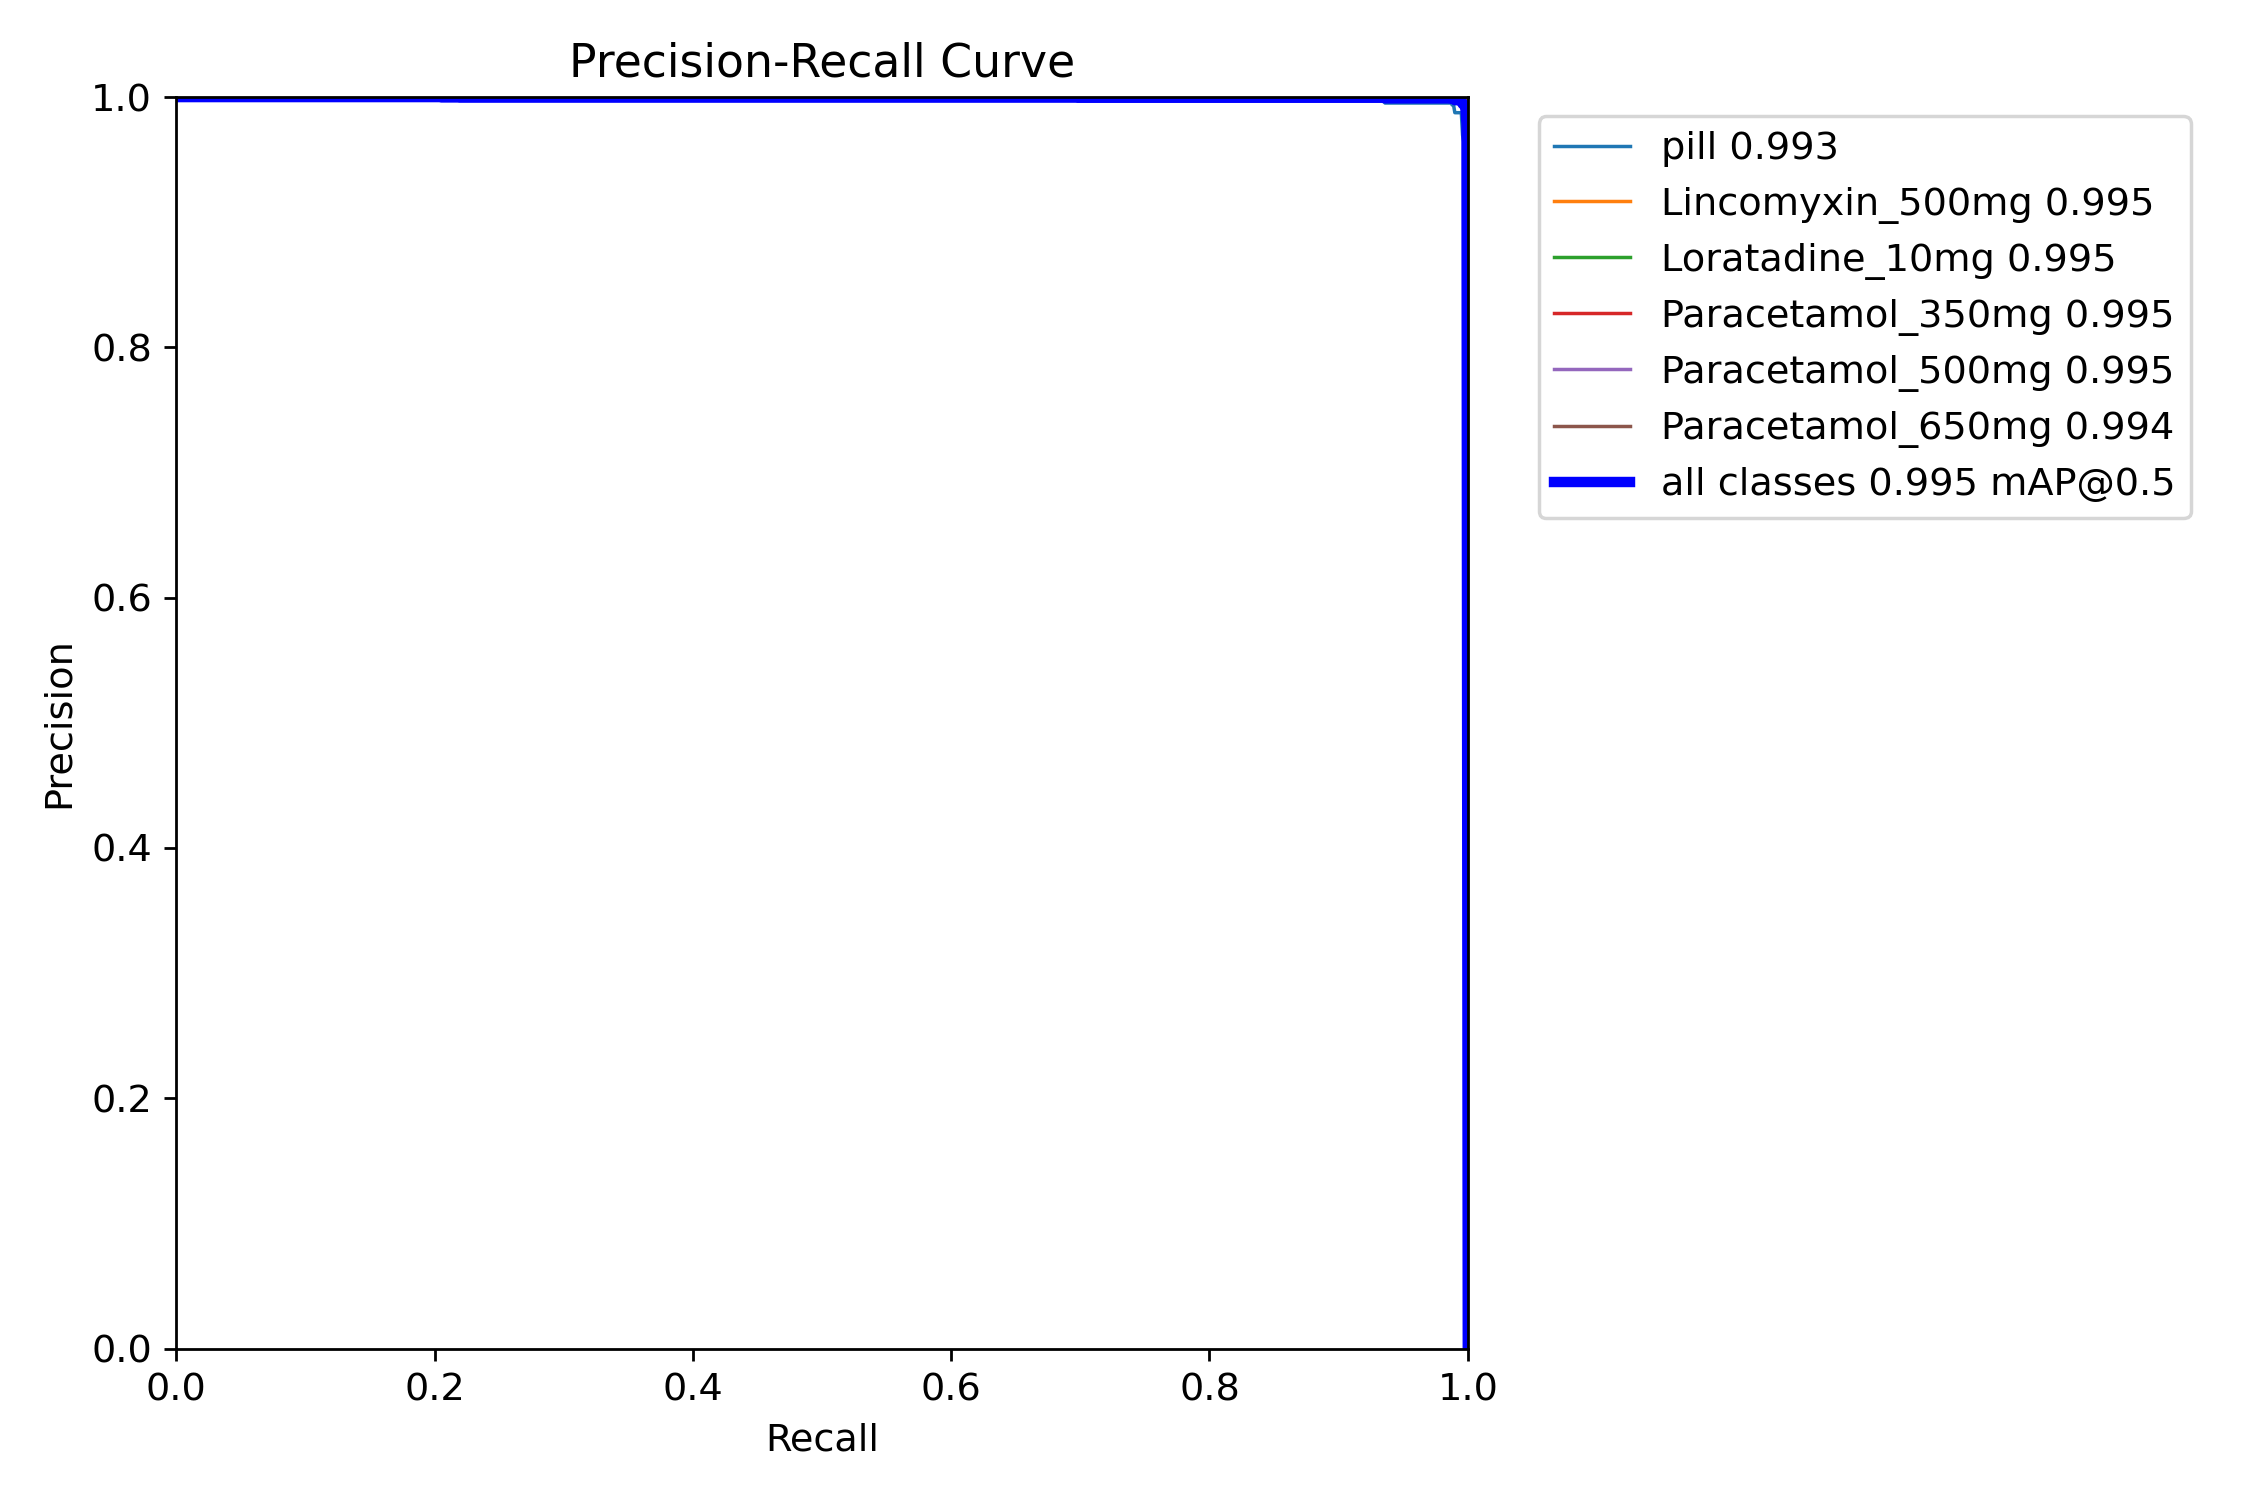 Precision-Recall Curve
1.0
0.8
0.6
0.4
0.2
0.0
Precision
0.0 0.2 0.4 0.6 0.8 1.0
Recall
pill 0.993
Lincomyxin_500mg 0.995
Loratadine_10mg 0.995
Paracetamol_350mg 0.995
Paracetamol_500mg 0.995
Paracetamol_650mg 0.994
all classes 0.995 mAP@0.5